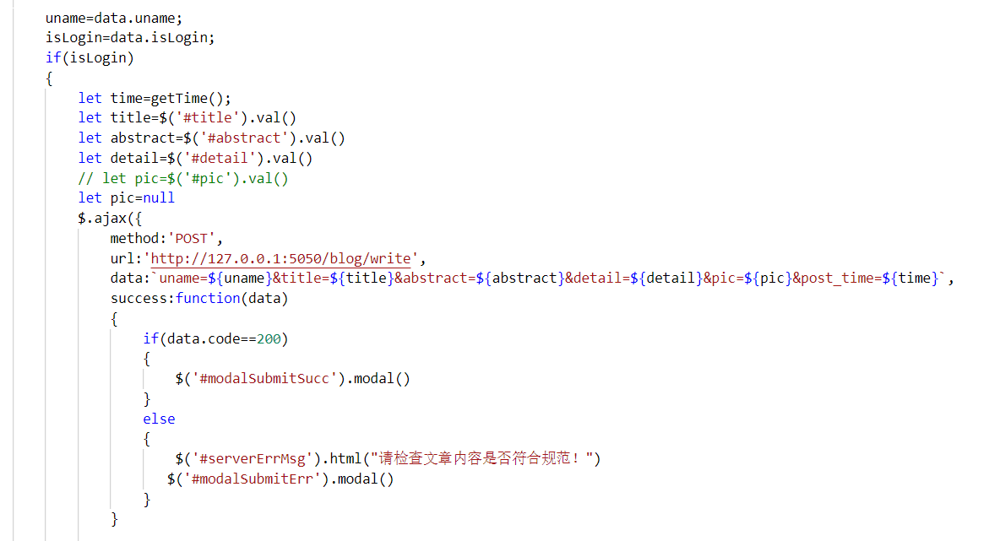 uname=data.uname;
isLogin=data.isLogin;
if(isLogin)
{
let time=getTime();
let title=$('#title').val()
let abstract=$('#abstract').val()
let detail=$('#detail').val()
// let pic=$('#pic').val()
let pic=null
$.ajax({
method:'POST',
url:'http://127.0.0.1:5050/blog/write',
data:`uname=${uname}&title=${title}&abstract=${abstract}&detail=${detail}&pic=${pic}&post_time=${time}`,
success:function(data)
{
if(data.code==200)
{
$('#modalSubmitSucc').modal()
}
else
{
$('#serverErrMsg').html("请检查文章内容是否符合规范！")
$('#modalSubmitErr').modal()
}
}